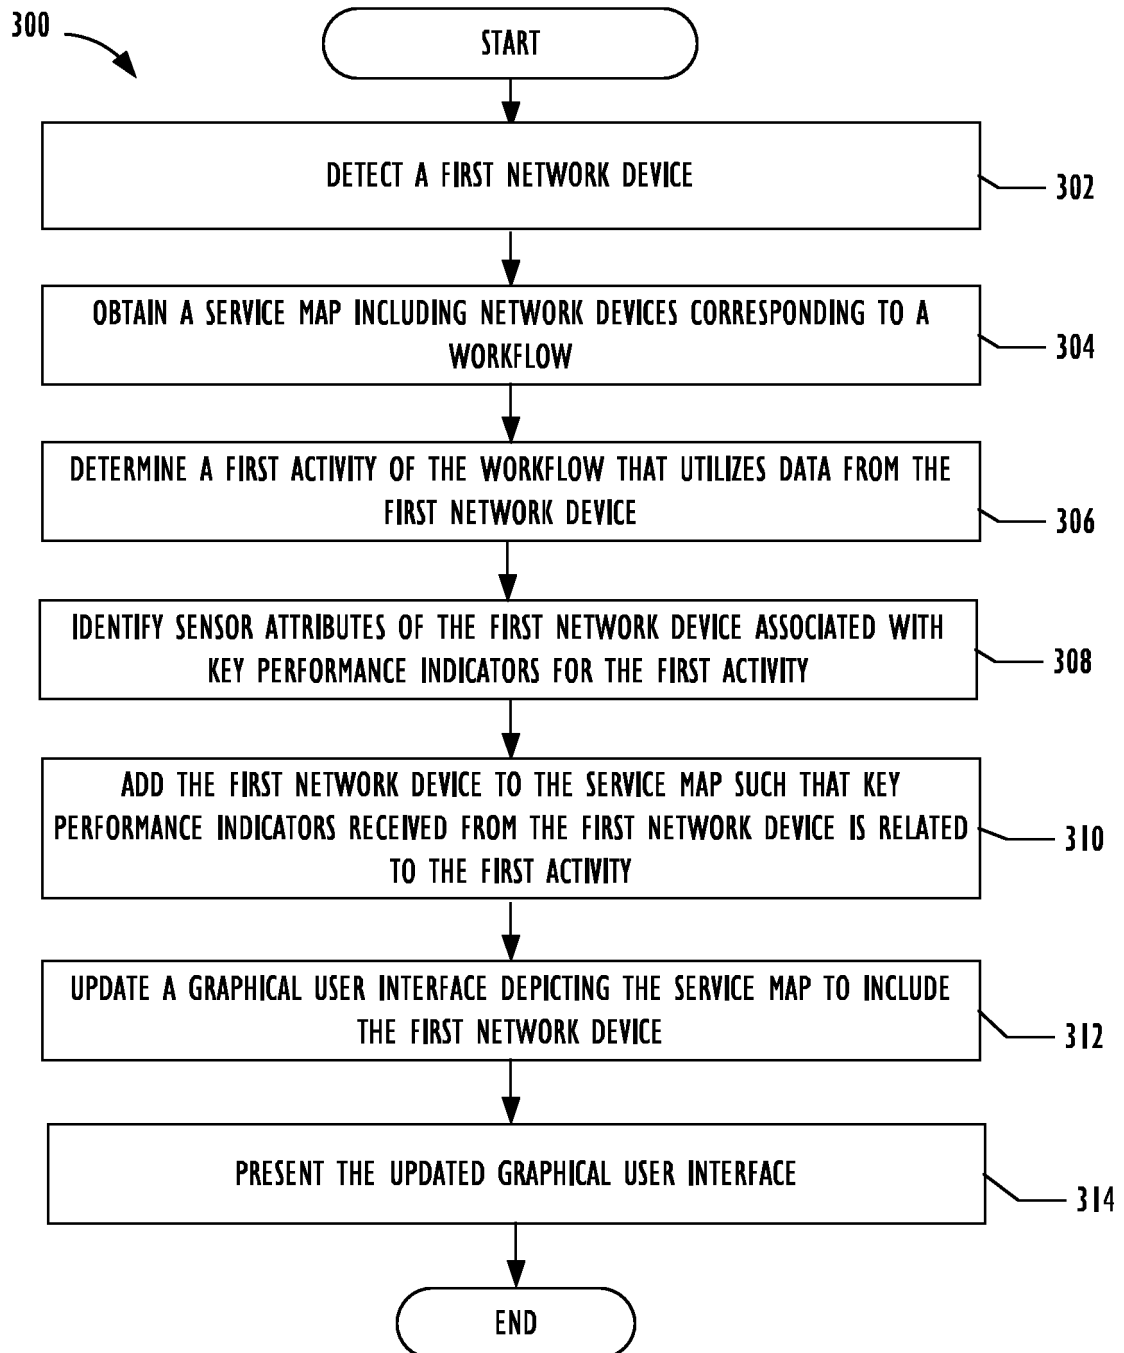 300
START
DETECT A FIRST NETWORK DEVICE
302
OBTAIN A SERVICE MAP INCLUDING NETWORK DEVICES CORRESPONDING TO A
WORKFLOW
304
DETERMINE A FIRST ACTIVITY OF THE WORKFLOW THAT UTILIZES DATA FROM THE
FIRST NETWORK DEVICE
306
IDENTIFY SENSOR ATTRIBUTES OF THE FIRST NETWORK DEVICE ASSOCIATED WITH
KEY PERFORMANCE INDICATORS FOR THE FIRST ACTIVITY
308
ADD THE FIRST NETWORK DEVICE TO THE SERVICE MAP SUCH THAT KEY
PERFORMANCE INDICATORS RECEIVED FROM THE FIRST NETWORK DEVICE IS RELATED
TO THE FIRST ACTIVITY
310
UPDATE A GRAPHICAL USER INTERFACE DEPICTING THE SERVICE MAP TO INCLUDE
THE FIRST NETWORK DEVICE
312
PRESENT THE UPDATED GRAPHICAL USER INTERFACE
314
END